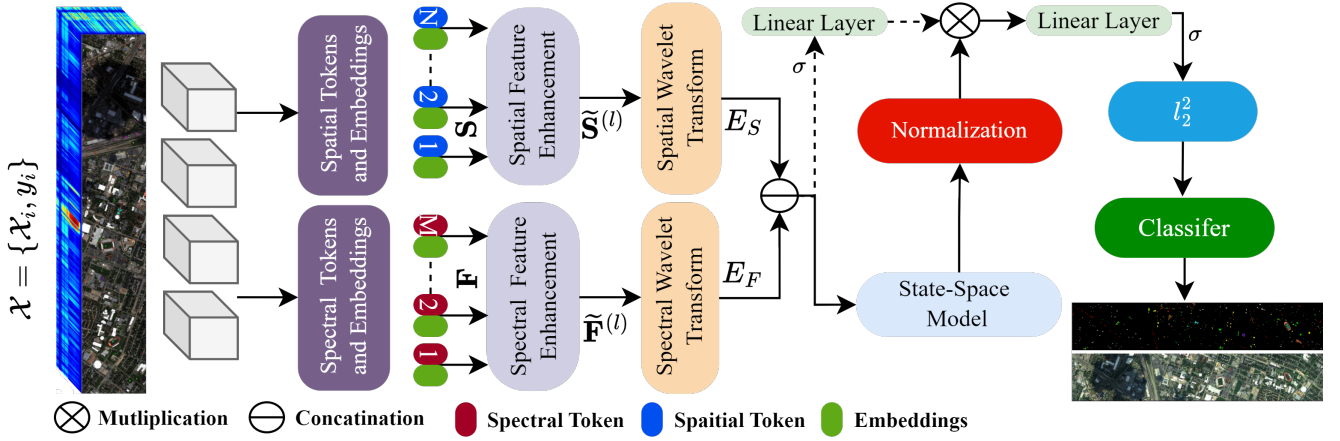 𝒳 = {𝒳ᵢ, yᵢ}
Spatial Tokens
and Embeddings
N
2
1
S
Spatial Feature
Enhancement
S̃⁽ˡ⁾
Spatial Wavelet
Transform
E_S
Spectral Tokens
and Embeddings
M
2
1
F
Spectral Feature
Enhancement
F̃⁽ˡ⁾
Spectral Wavelet
Transform
E_F
Linear Layer
σ
Linear Layer
σ
Normalization
State-Space
Model
l₂²
Classifer
Mutliplication
Concatination
Spectral Token
Spaitial Token
Embeddings